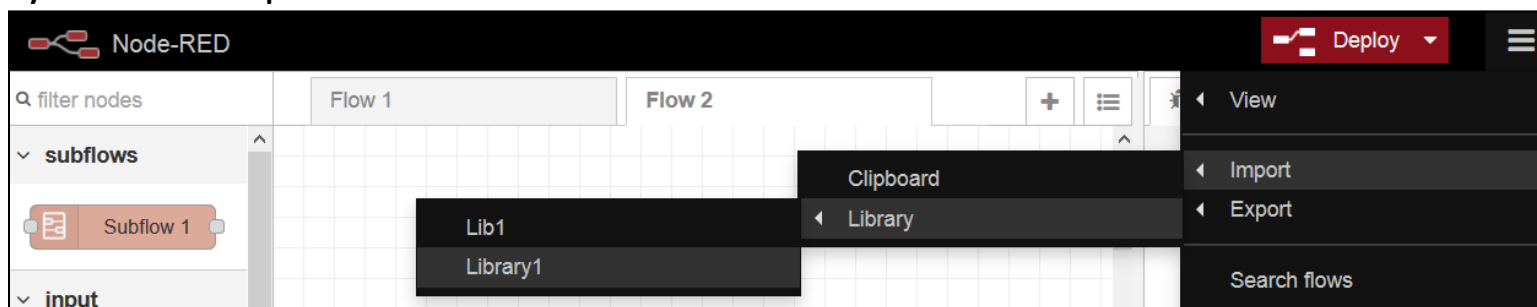 Node-RED
Deploy
filter nodes
Flow 1
Flow 2
View
subflows
Clipboard
Import
Subflow 1
Lib1
Library
Export
Library1
Search flows
input